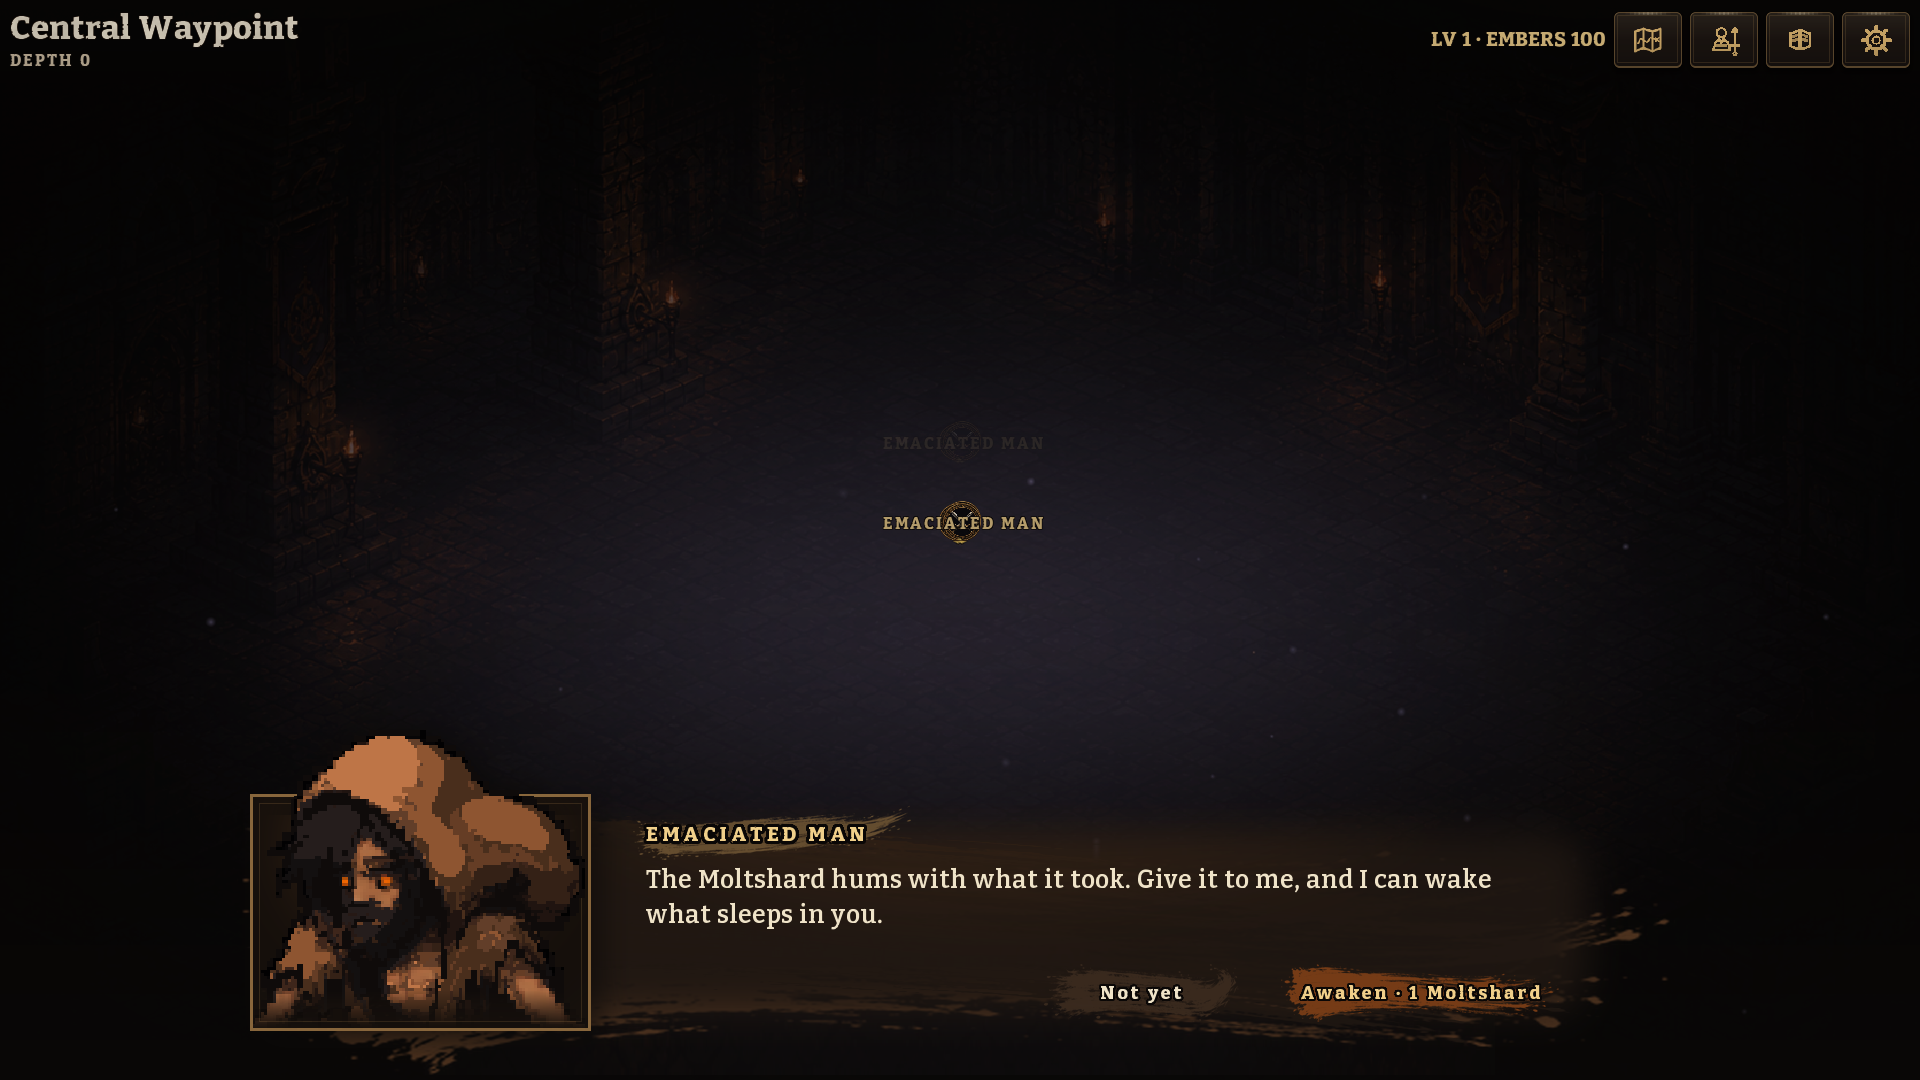 Central Waypoint
DEPTH 0
LV 1 · EMBERS 100
EMACIATED MAN
EMACIATED MAN
EMACIATED MAN
The Moltshard hums with what it took. Give it to me, and I can wake
what sleeps in you.
Not yet
Awaken · 1 Moltshard